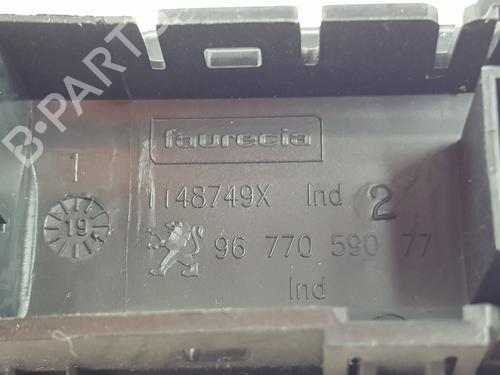 B-PARTS
faurecia
1
1148749X Ind 2
19
96 770 590 77
Ind